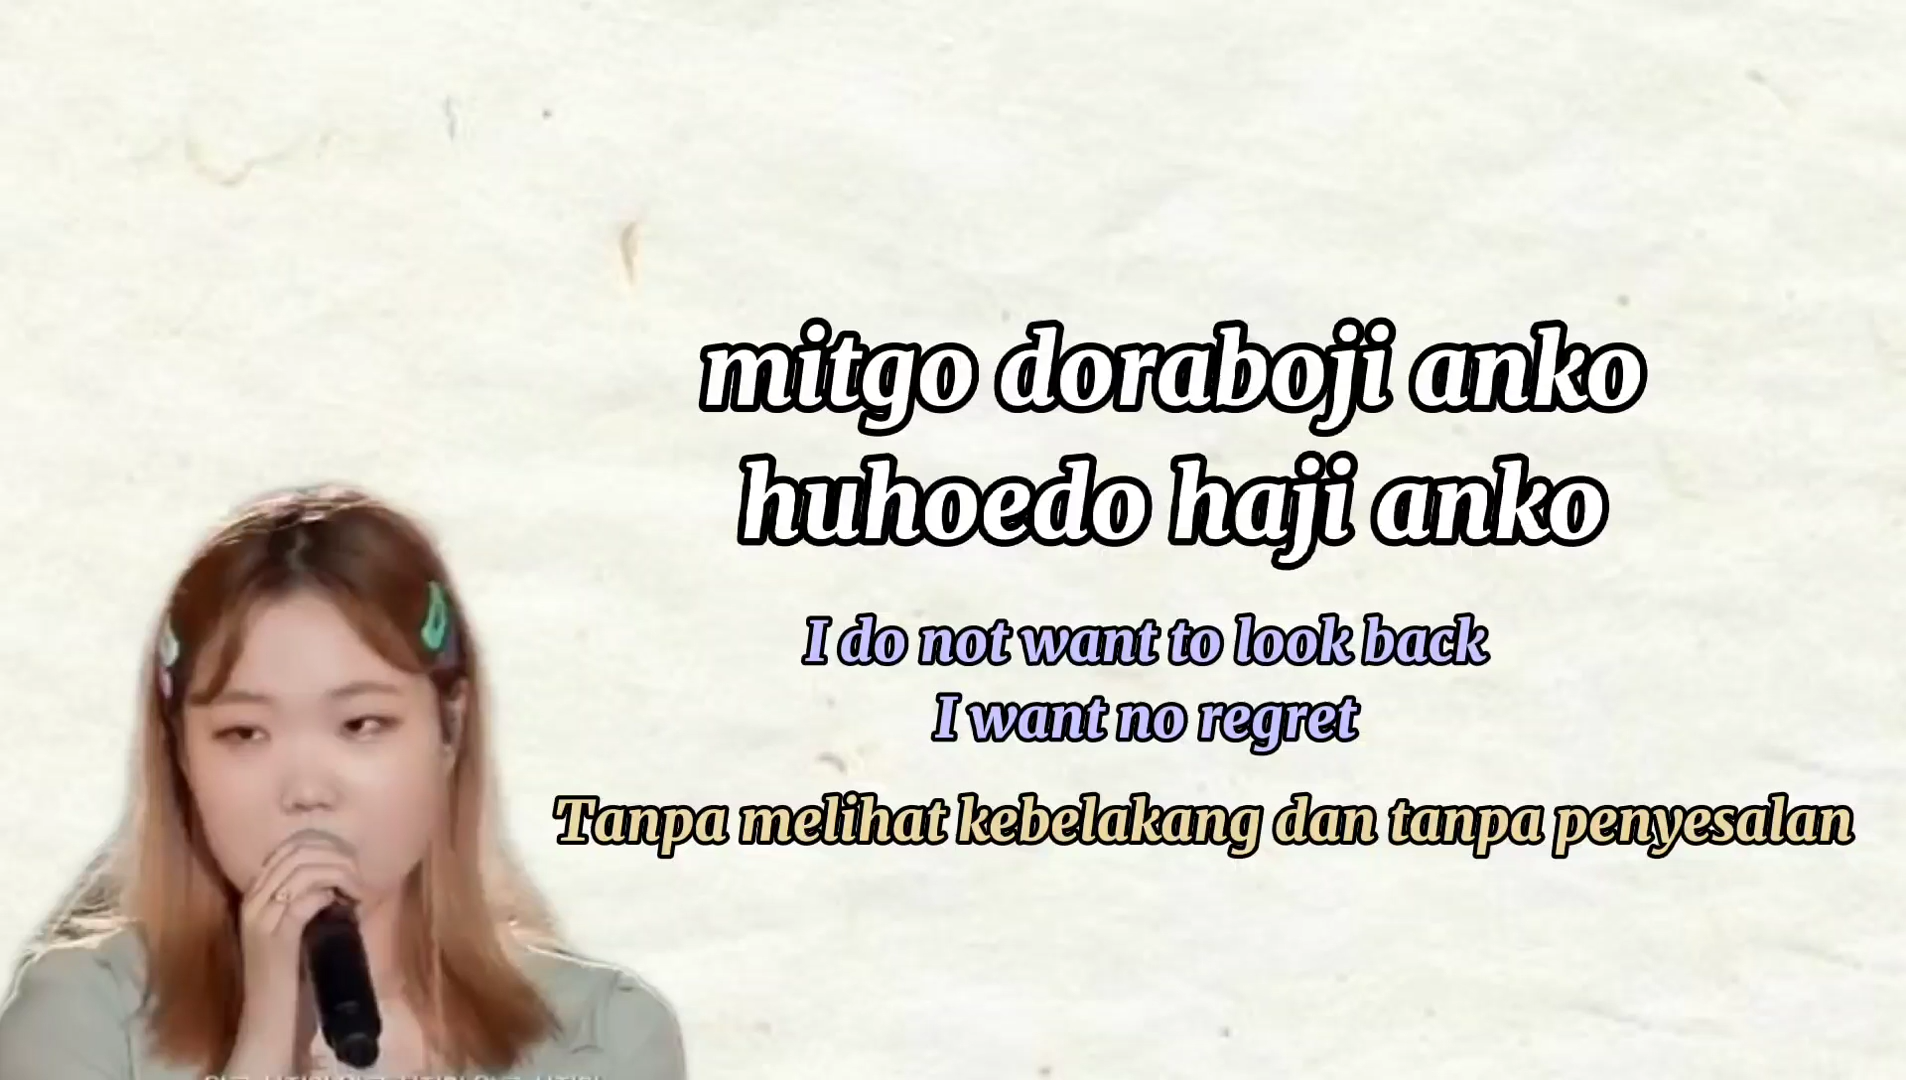 mitgo doraboji anko
huhoedo haji anko
I do not want to look back
I want no regret
Tanpa melihat kebelakang dan tanpa penyesalan